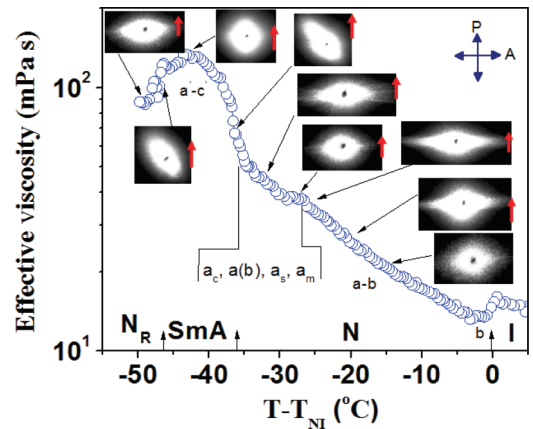 P
A
10²
a-c
Effective viscosity (mPa s)
a_c, a(b), a_s, a_m
a-b
N_R SmA N b I
10¹
-50 -40 -30 -20 -10 0
T-T_NI (°C)